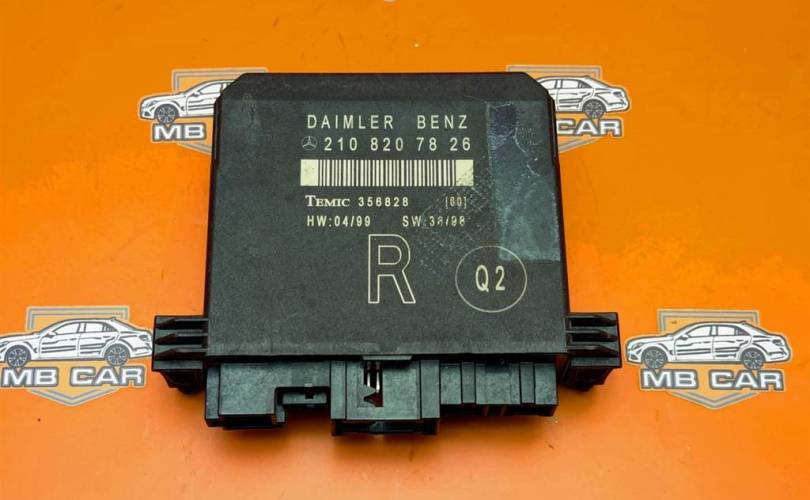 DAIMLER BENZ
210 820 78 26
TEMIC 356828 [00]
HW:04/99 SW:38/98
R
Q2
MB CAR
MB CAR
MB CAR
MB CAR